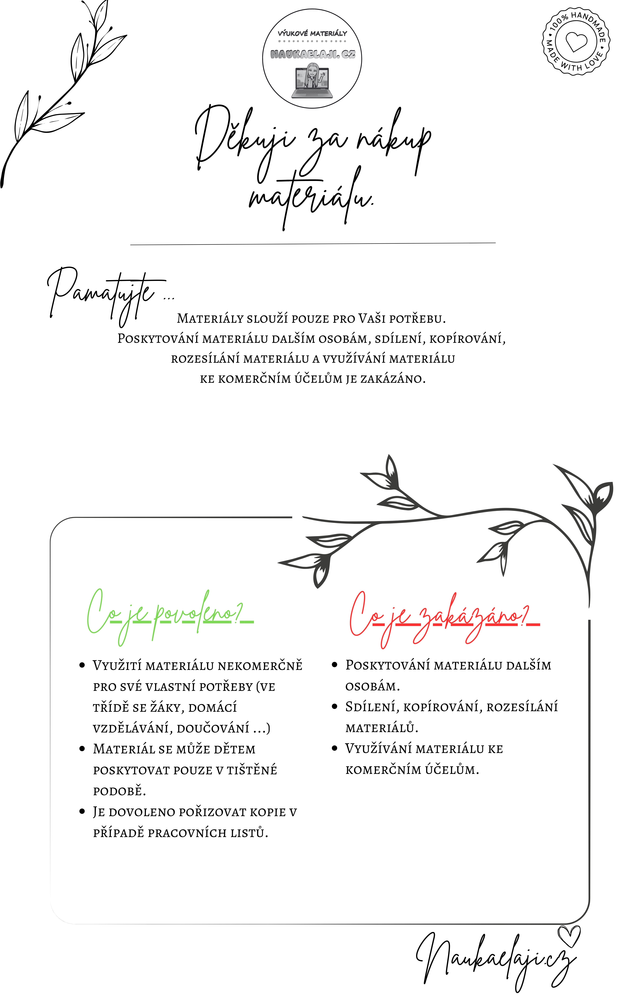 VÝUKOVÉ MATERIÁLY
NAUKAELAJI.CZ
100% HANDMADE
MADE WITH LOVE
Děkuji za nákup
materiálu.
Pamatujte ...
Materiály slouží pouze pro Vaši potřebu.
Poskytování materiálu dalším osobám, sdílení, kopírování,
rozesílání materiálu a využívání materiálu
ke komerčním účelům je zakázáno.
Co je povoleno?
Využití materiálu nekomerčně
pro své vlastní potřeby (ve
třídě se žáky, domácí
vzdělávání, doučování ...)
Materiál se může dětem
poskytovat pouze v tištěné
podobě.
Je dovoleno pořizovat kopie v
případě pracovních listů.
Co je zakázáno?
Poskytování materiálu dalším
osobám.
Sdílení, kopírování, rozesílání
materiálů.
Využívání materiálu ke
komerčním účelům.
Naukaelaji.cz